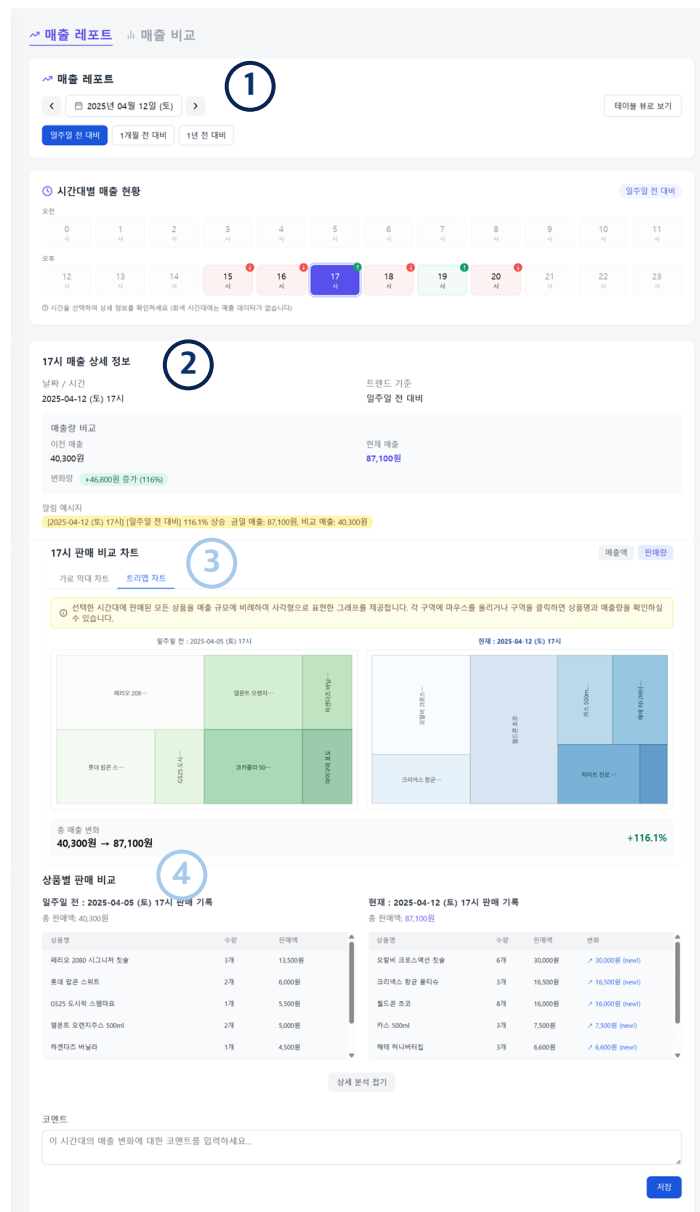 매출 레포트 매출 비교
매출 레포트
1
2025년 04월 12일 (토)
테이블 뷰로 보기
일주일 전 대비 1개월 전 대비 1년 전 대비
시간대별 매출 현황
일주일 전 대비
오전
0 1 2 3 4 5 6 7 8 9 10 11
시 시 시 시 시 시 시 시 시 시 시 시
오후
12 13 14 15 16 17 18 19 20 21 22 23
시 시 시 시 시 시 시 시 시 시 시 시
시간을 선택하여 상세 정보를 확인하세요 (회색 시간대에는 매출 데이터가 없습니다)
17시 매출 상세 정보
2
날짜 / 시간 트렌드 기준
2025-04-12 (토) 17시 일주일 전 대비
매출량 비교
이전 매출 현재 매출
40,300원 87,100원
변화량 +46,800원 증가 (116%)
알림 메시지
[2025-04-12 (토) 17시] [일주일 전 대비] 116.1% 상승 금일 매출: 87,100원, 비교 매출: 40,300원
17시 판매 비교 차트
3
매출액 판매량
가로 막대 차트 트리맵 차트
선택한 시간대에 판매된 모든 상품을 매출 규모에 비례하여 사각형으로 표현한 그래프를 제공합니다. 각 구역에 마우스를 올리거나 구역을 클릭하면 상품명과 매출량을 확인하실
수 있습니다.
일주일 전 : 2025-04-05 (토) 17시 현재 : 2025-04-12 (토) 17시
페리오 208…
델몬트 오렌지…
하겐다즈 바닐…
롯데 팝콘 스…
GS25 도시…
코카콜라 50…
마이구미 포도
오랄비 크로스…
크리넥스 항균…
월드콘 초코
카스 500m…
해태 허니버터…
하이트 진로 …
총 매출 변화
40,300원 → 87,100원
+116.1%
4
상품별 판매 비교
일주일 전 : 2025-04-05 (토) 17시 판매 기록 현재 : 2025-04-12 (토) 17시 판매 기록
총 판매액: 40,300원 총 판매액: 87,100원
상품명 수량 판매액 상품명 수량 판매액 변화
페리오 2080 시그니처 칫솔 3개 13,500원 오랄비 크로스액션 칫솔 6개 30,000원 ↗ 30,000원 (new!)
롯데 팝콘 스위트 2개 6,000원 크리넥스 항균 물티슈 3개 16,500원 ↗ 16,500원 (new!)
GS25 도시락 스팸마요 1개 5,500원 월드콘 초코 8개 16,000원 ↗ 16,000원 (new!)
델몬트 오렌지주스 500ml 2개 5,000원 카스 500ml 3개 7,500원 ↗ 7,500원 (new!)
하겐다즈 바닐라 1개 4,500원 해태 허니버터칩 3개 6,600원 ↗ 6,600원 (new!)
상세 분석 접기
코멘트
이 시간대의 매출 변화에 대한 코멘트를 입력하세요...
저장